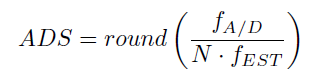 ADS = round ( f_{A/D} / N · f_{EST} )